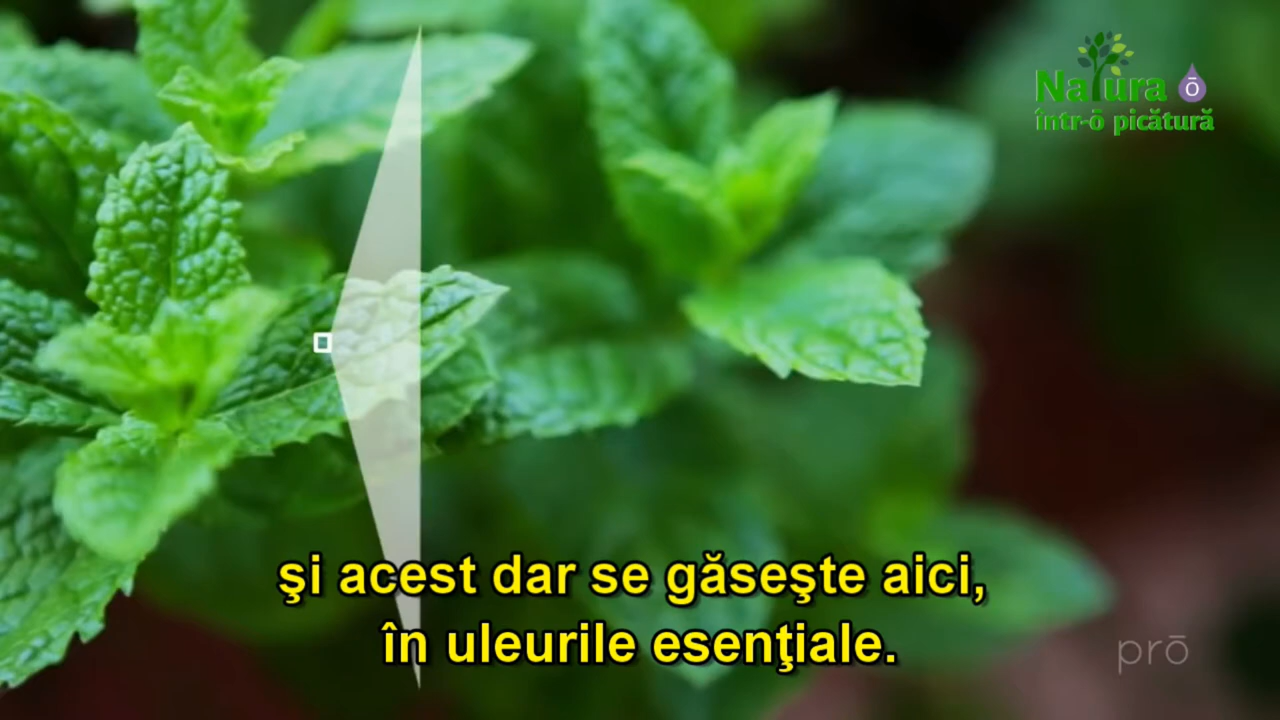 Natura ō
într-ō picătură
şi acest dar se găseşte aici,
în uleurile esenţiale.
prō